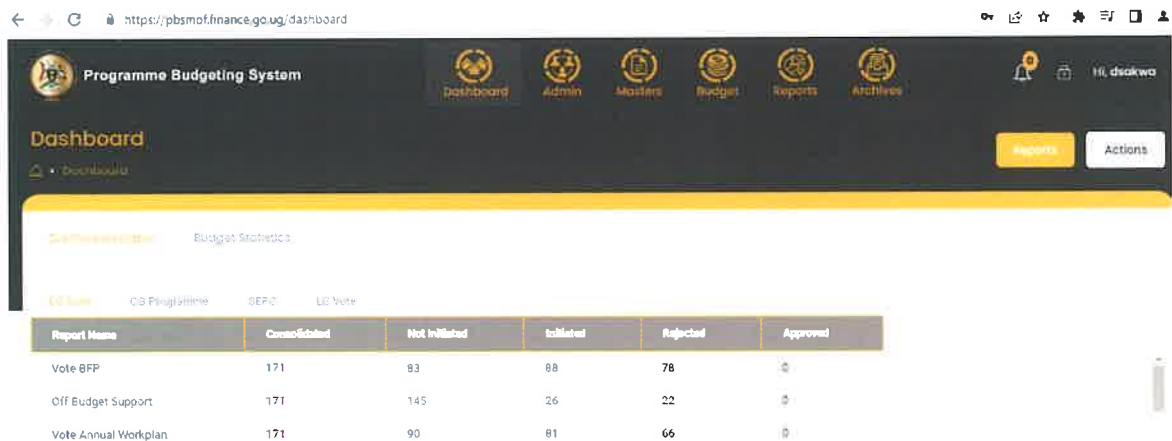 https://pbsmof.finance.go.ug/dashboard
Programme Budgeting System
Dashboard Admin Masters Budget Reports Archives
0
Hi, dsakwa
Dashboard
Reports Actions
Dashboard
Budget Statistics
CG Programme SERC LG Vote
Report Name Consolidated Not Initiated Initiated Rejected Approved
Vote BFP 171 83 88 78 0
Off Budget Support 171 145 26 22 0
Vote Annual Workplan 171 90 81 66 0